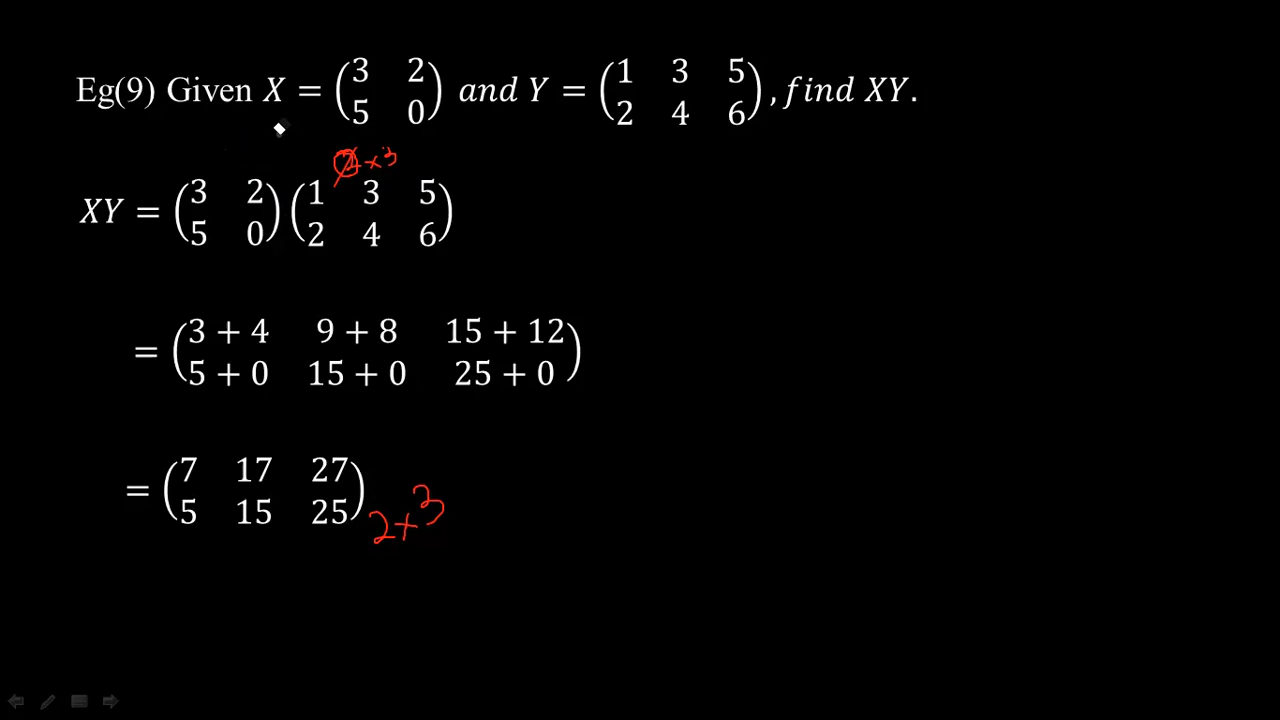 Eg(9) Given X = (3 2 / 5 0) and Y = (1 3 5 / 2 4 6), find XY.
2 × 3
XY = (3 2 / 5 0)(1 3 5 / 2 4 6)
= (3 + 4 9 + 8 15 + 12 / 5 + 0 15 + 0 25 + 0)
= (7 17 27 / 5 15 25)
2×3